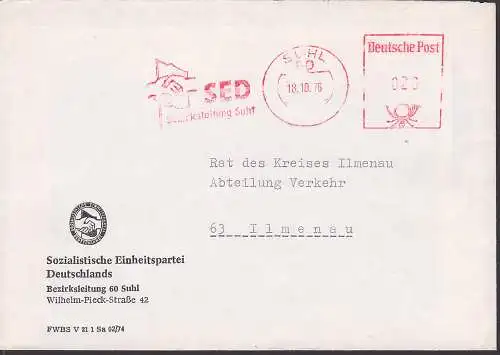 SUHL
60
18.10.76
SED
Bezirksleitung Suhl
Deutsche Post
020
Rat des Kreises Ilmenau
Abteilung Verkehr
63 Ilmenau
Sozialistische Einheitspartei
Deutschlands
Bezirksleitung 60 Suhl
Wilhelm-Pieck-Straße 42
FWBS V 21 1 Sa 02/74